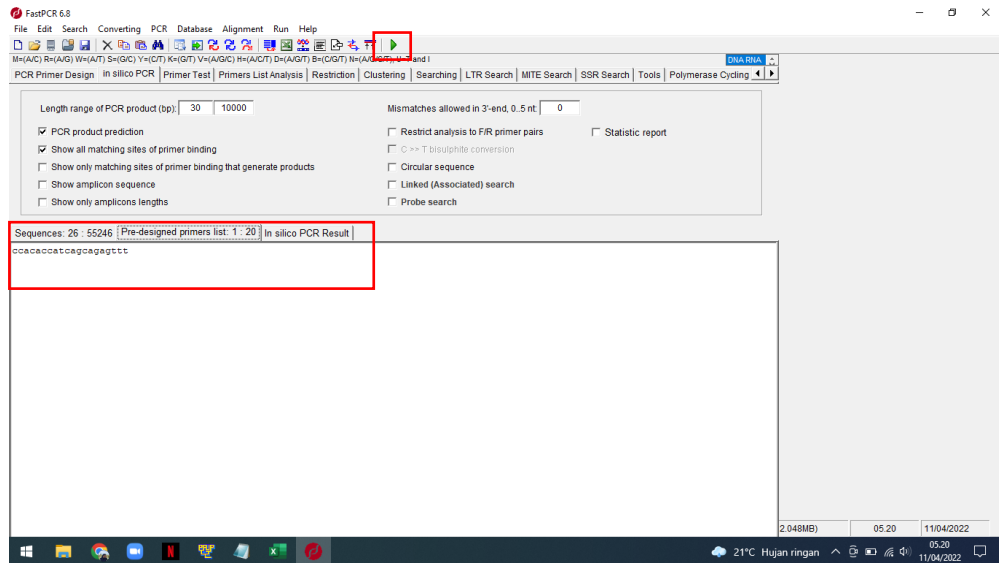 FastPCR 6.8
File Edit Search Converting PCR Database Alignment Run Help
M=(A/C) R=(A/G) W=(A/T) S=(G/C) Y=(C/T) K=(G/T) V=(A/G/C) H=(A/C/T) D=(A/G/T) B=(C/G/T) N=(A/C/G/T), U=T and I
DNA RNA
PCR Primer Design in silico PCR Primer Test Primers List Analysis Restriction Clustering Searching LTR Search MITE Search SSR Search Tools Polymerase Cycling
Length range of PCR product (bp): 30 10000 Mismatches allowed in 3'-end, 0..5 nt: 0
PCR product prediction Restrict analysis to F/R primer pairs Statistic report
Show all matching sites of primer binding C >> T bisulphite conversion
Show only matching sites of primer binding that generate products Circular sequence
Show amplicon sequence Linked (Associated) search
Show only amplicons lengths Probe search
Sequences: 26 : 55246 Pre-designed primers list: 1 : 20 In silico PCR Result
ccacaccatcagcagagttt
2.048MB) 05.20 11/04/2022
N
21°C Hujan ringan 05.20
11/04/2022